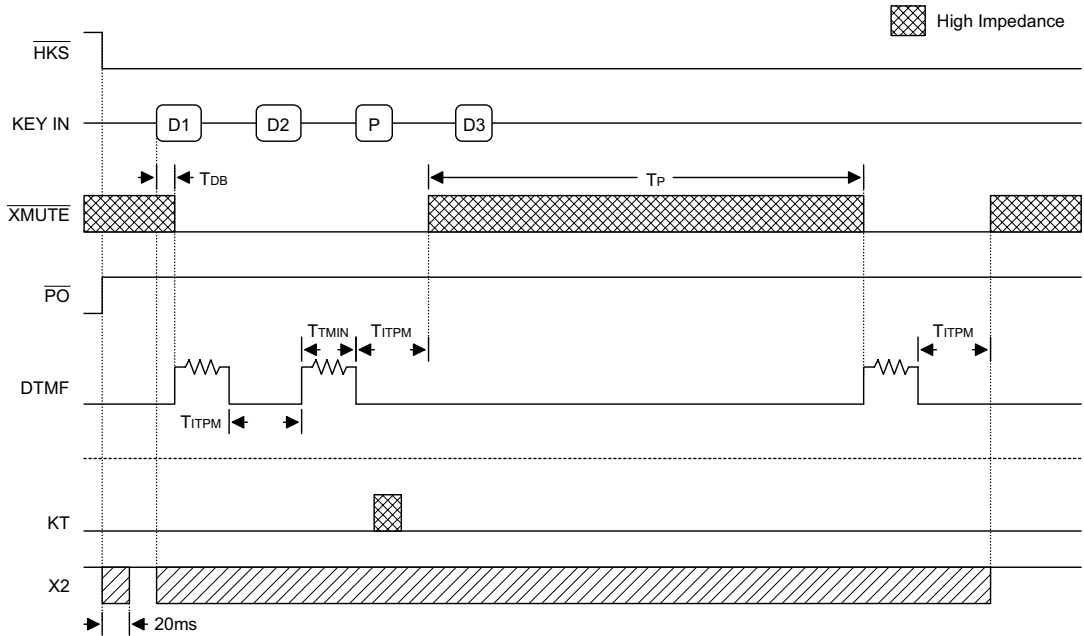 High Impedance
HKS
KEY IN
D1
D2
P
D3
TDB
TP
XMUTE
PO
TTMIN
TITPM
TITPM
DTMF
TITPM
KT
X2
20ms